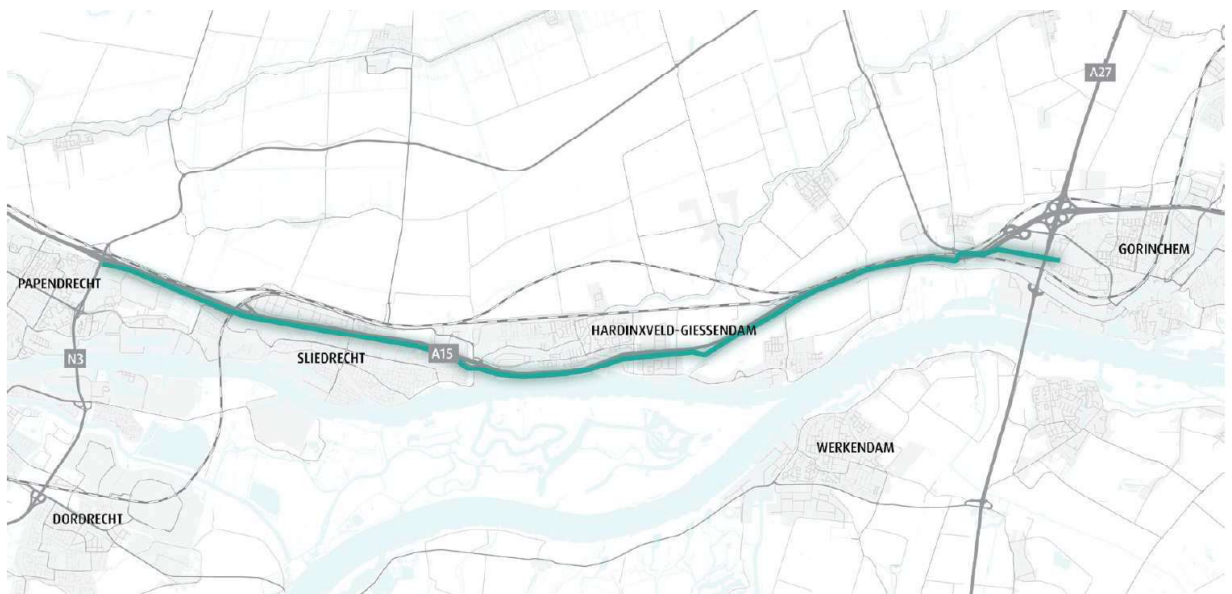 A27
GORINCHEM
PAPENDRECHT
HARDINXVELD-GIESSENDAM
N3
SLIEDRECHT
A15
WERKENDAM
DORDRECHT